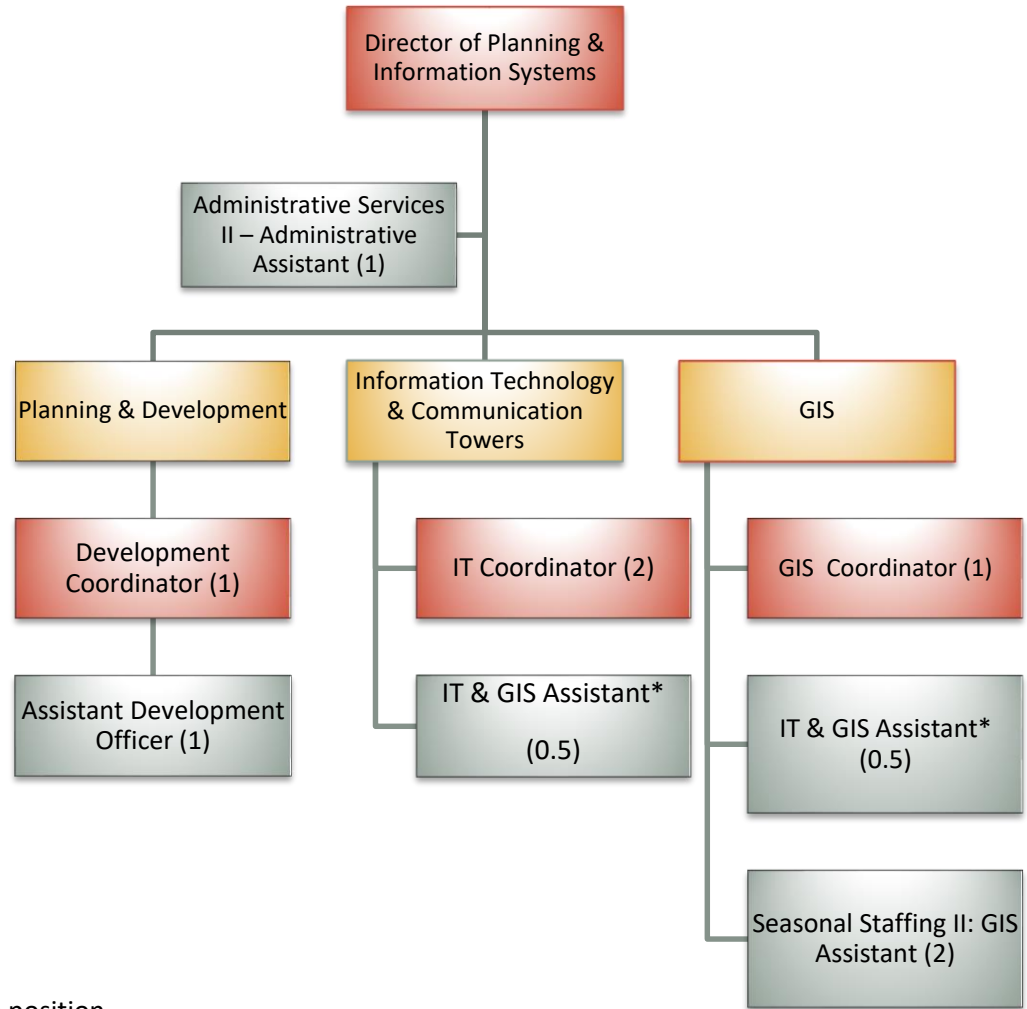 Director of Planning &
Information Systems
Administrative Services
II – Administrative
Assistant (1)
Planning & Development
Information Technology
& Communication
Towers
GIS
Development
Coordinator (1)
IT Coordinator (2)
GIS  Coordinator (1)
Assistant Development
Officer (1)
IT & GIS Assistant*
(0.5)
IT & GIS Assistant*
(0.5)
Seasonal Staffing II: GIS
Assistant (2)
position